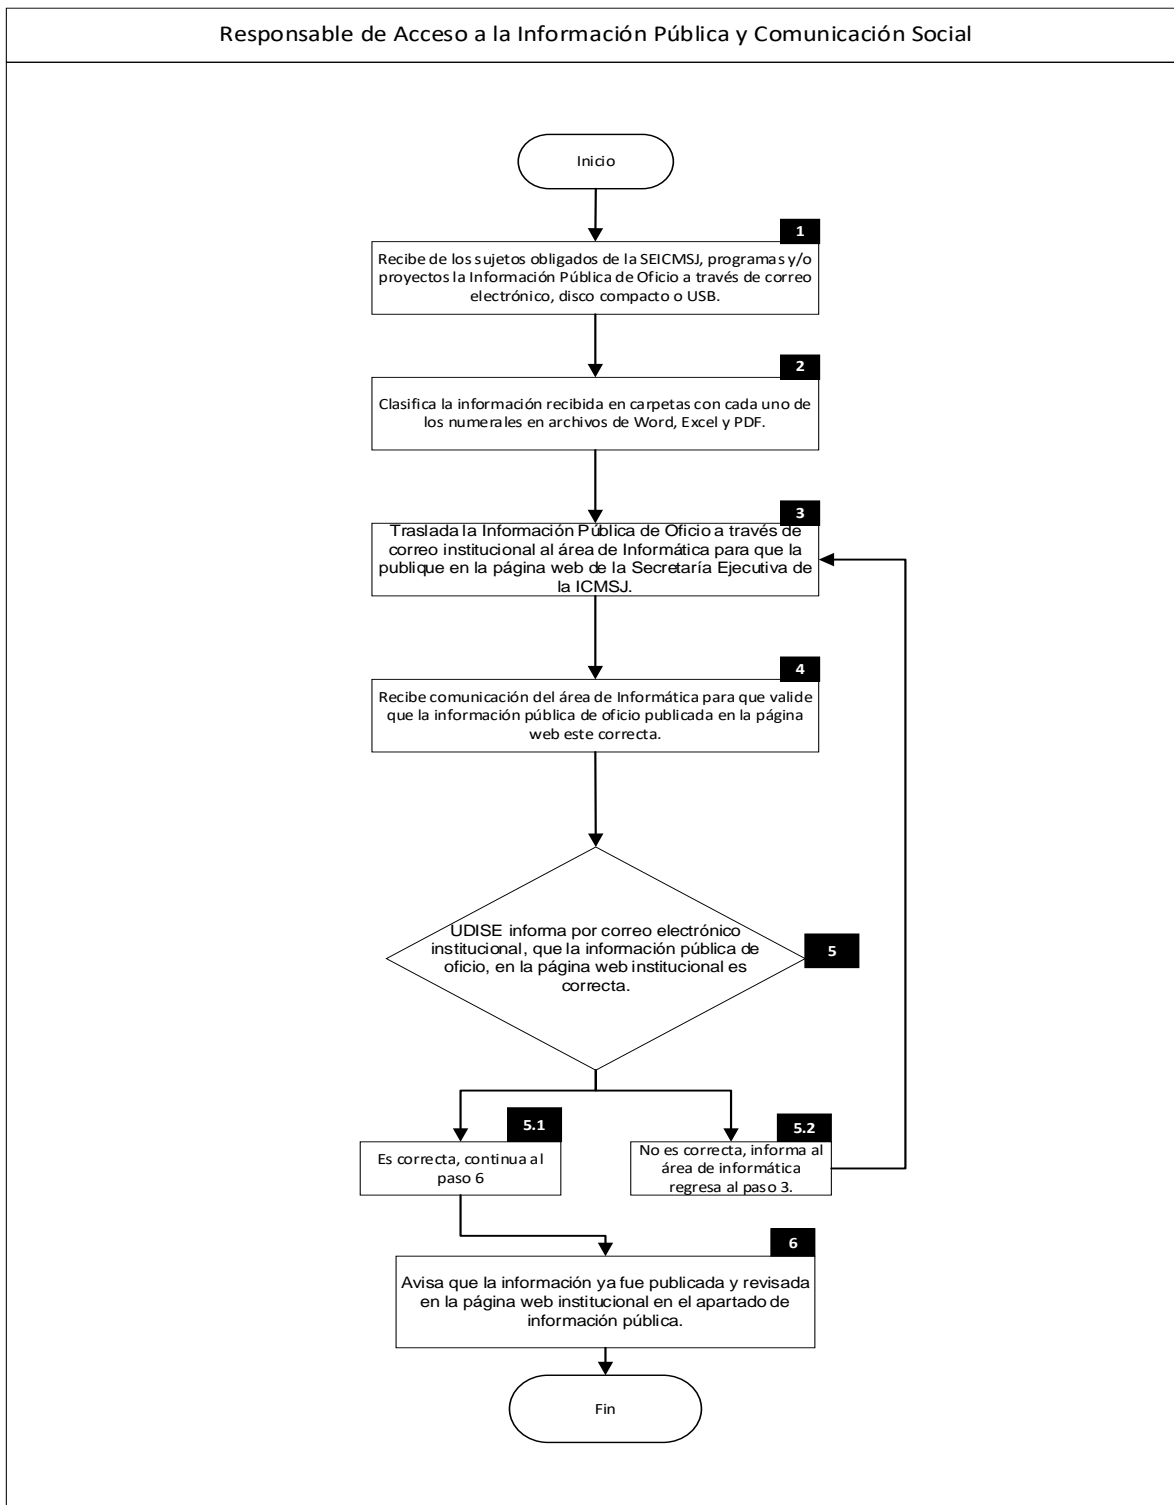 Responsable de Acceso a la Información Pública y Comunicación Social
Inicio
1
Recibe de los sujetos obligados de la SEICMSJ, programas y/o
proyectos la Información Pública de Oficio a través de correo
electrónico, disco compacto o USB.
2
Clasifica la información recibida en carpetas con cada uno de
los numerales en archivos de Word, Excel y PDF.
3
Traslada la Información Pública de Oficio a través de
correo institucional al área de Informática para que la
publique en la página web de la Secretaría Ejecutiva de
la ICMSJ.
4
Recibe comunicación del área de Informática para que valide
que la información pública de oficio publicada en la página
web este correcta.
UDISE informa por correo electrónico
institucional, que la información pública de
oficio, en la página web institucional es
correcta.
5
5.1
Es correcta, continua al
paso 6
5.2
No es correcta, informa al
área de informática
regresa al paso 3.
6
Avisa que la información ya fue publicada y revisada
en la página web institucional en el apartado de
información pública.
Fin